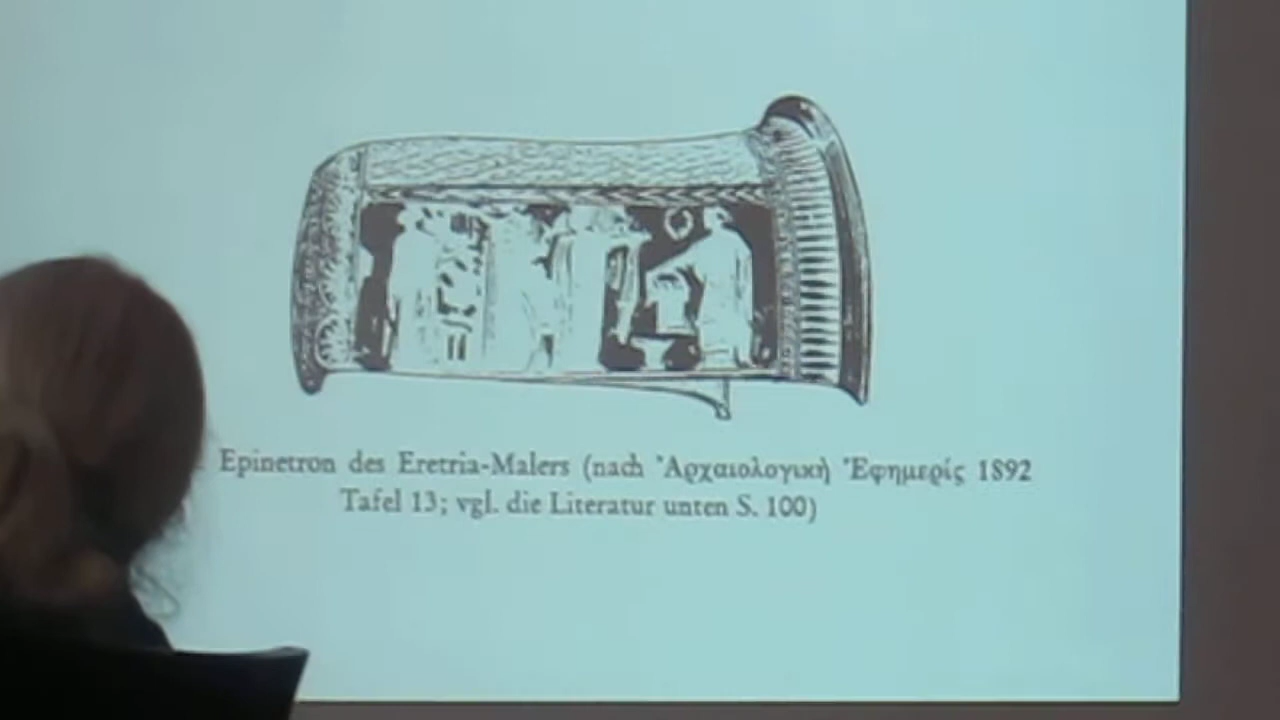 Epinetron des Eretria-Malers (nach Ἀρχαιολογικὴ Ἐφημερίς 1892
Tafel 13; vgl. die Literatur unten S. 100)